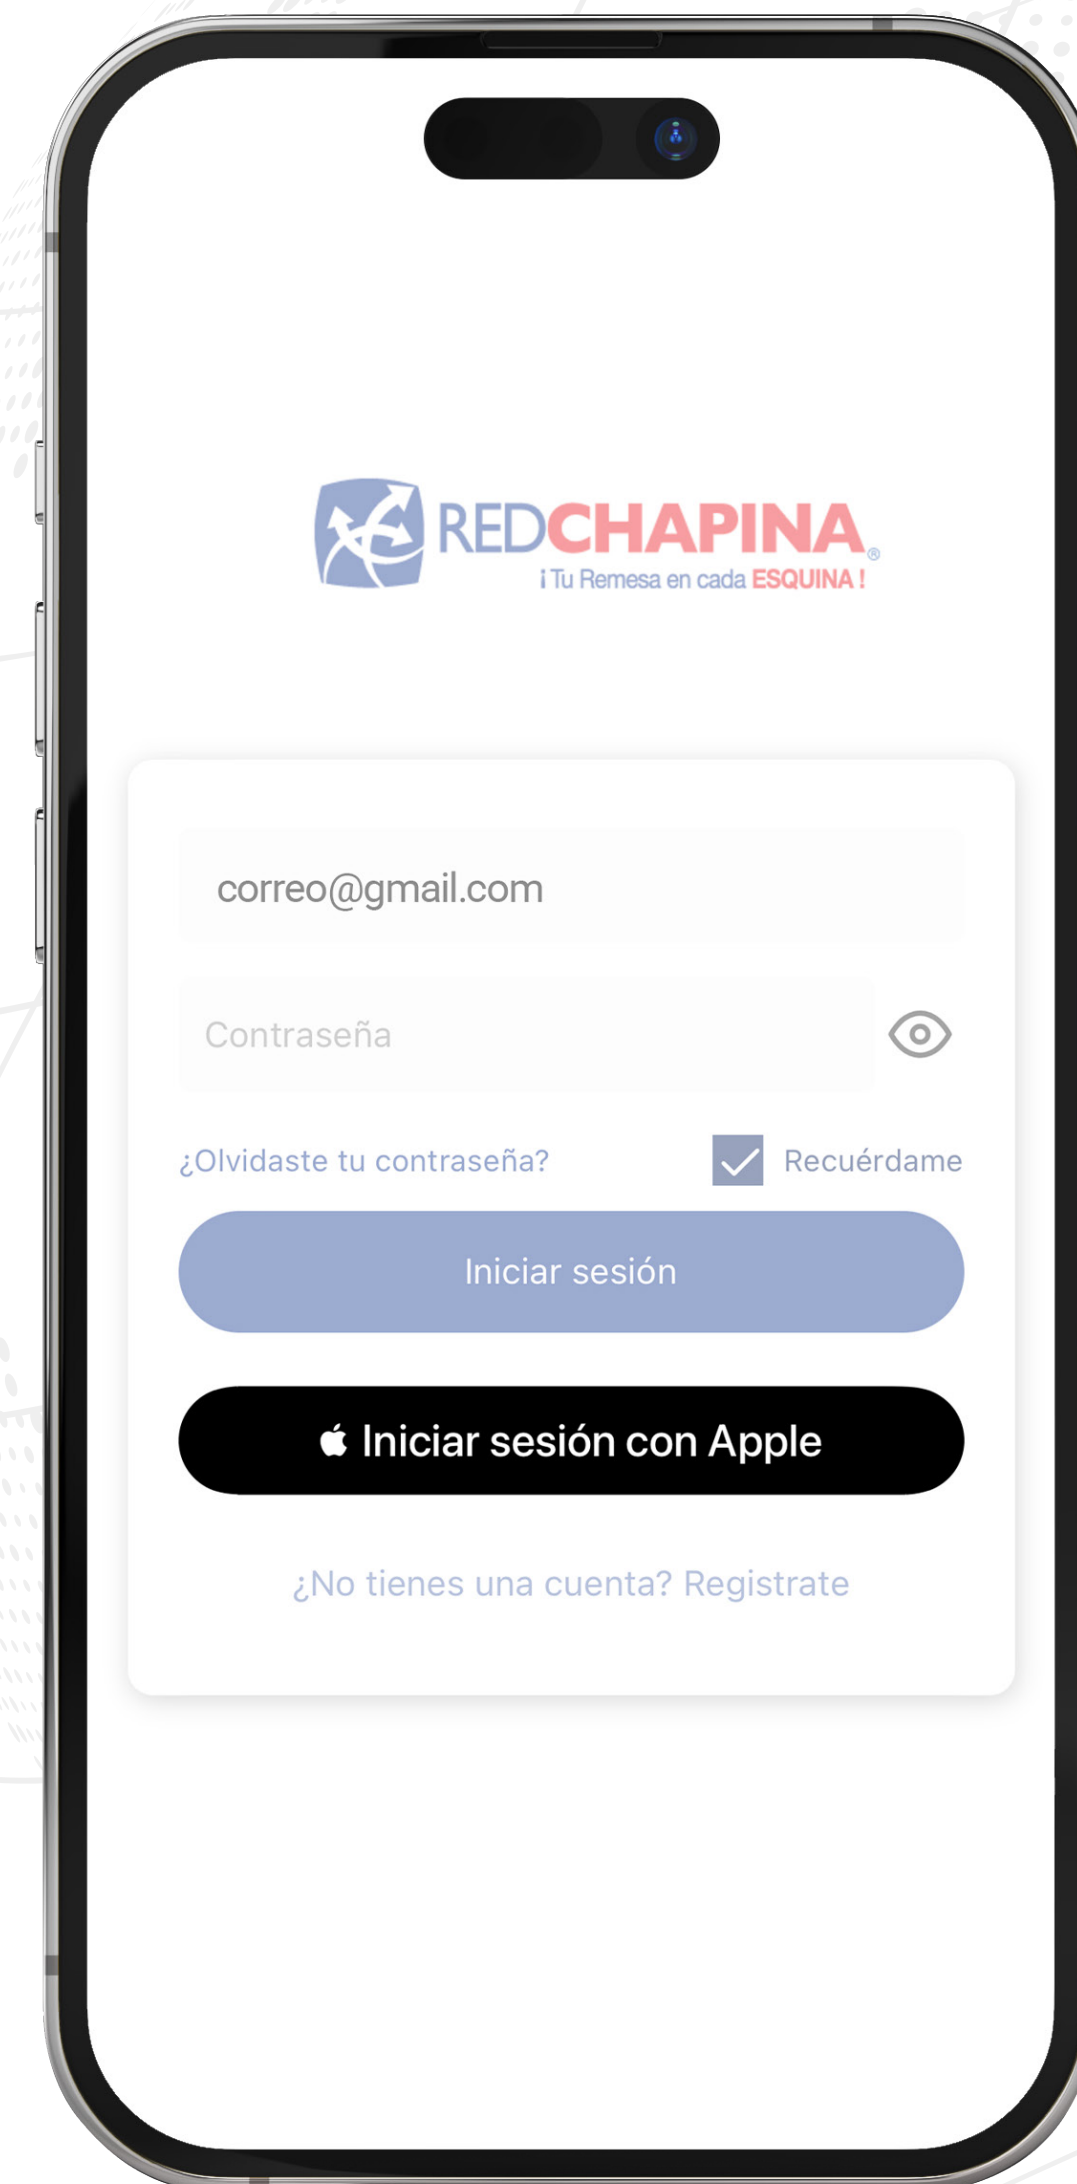 REDCHAPINA®
¡Tu Remesa en cada ESQUINA!
correo@gmail.com
Contraseña
¿Olvidaste tu contraseña? Recuérdame
Iniciar sesión
Iniciar sesión con Apple
¿No tienes una cuenta? Registrate